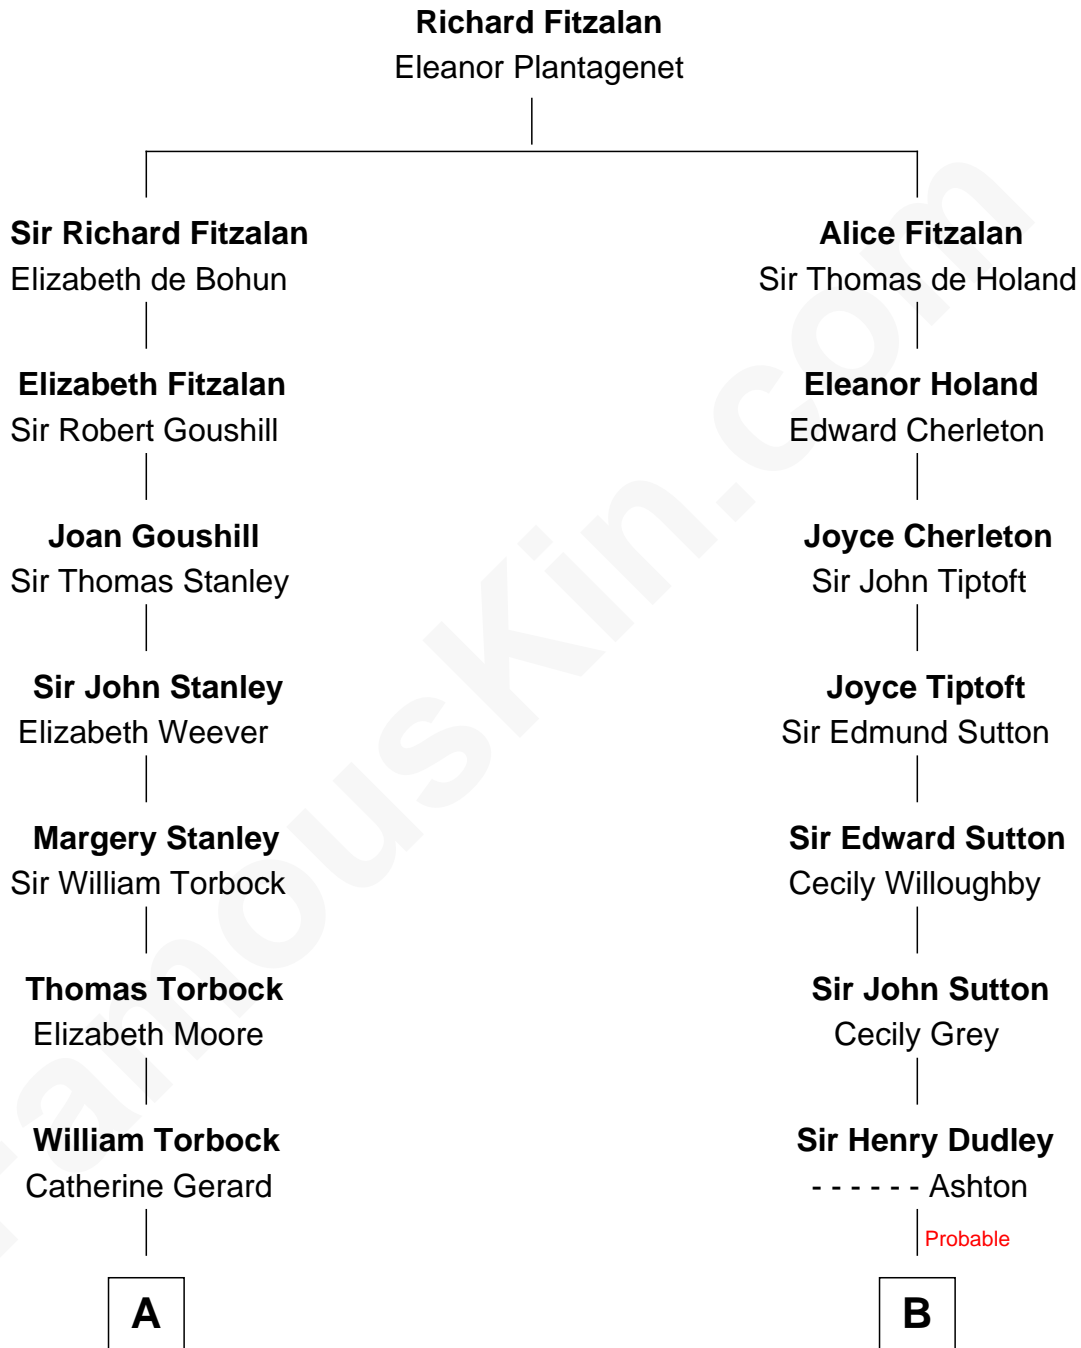 Richard Fitzalan
Eleanor Plantagenet
Sir Richard Fitzalan
Elizabeth de Bohun
Alice Fitzalan
Sir Thomas de Holand
Elizabeth Fitzalan
Sir Robert Goushill
Eleanor Holand
Edward Cherleton
Joan Goushill
Sir Thomas Stanley
Joyce Cherleton
Sir John Tiptoft
Sir John Stanley
Elizabeth Weever
Joyce Tiptoft
Sir Edmund Sutton
Margery Stanley
Sir William Torbock
Sir Edward Sutton
Cecily Willoughby
Thomas Torbock
Elizabeth Moore
Sir John Sutton
Cecily Grey
William Torbock
Catherine Gerard
Sir Henry Dudley
- - - - - - Ashton
Probable
A
B
FamousKin.com